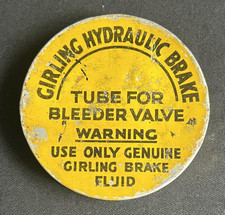 GIRLING HYDRAULIC BRAKE
TUBE FOR
BLEEDER VALVE
WARNING
USE ONLY GENUINE
GIRLING BRAKE
FLUID